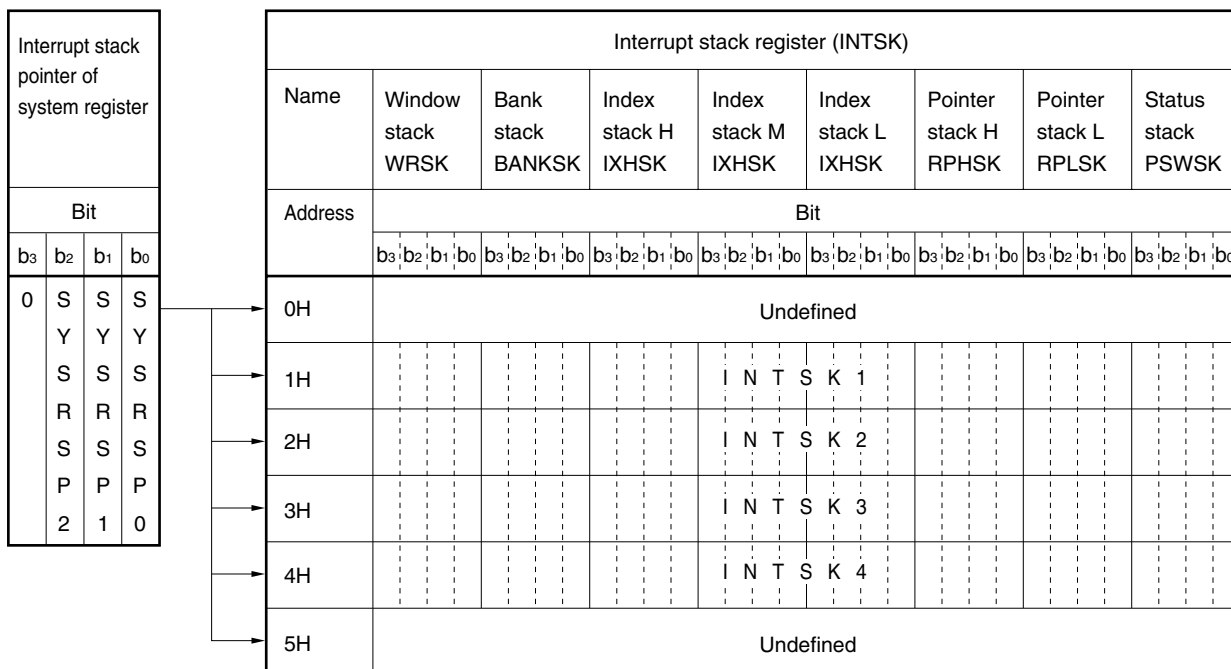 Interrupt stack
pointer of
system register
Bit
b3 b2 b1 b0
0 S S S
Y Y Y
S S S
R R R
S S S
P P P
2 1 0
Interrupt stack register (INTSK)
Name
Window
stack
WRSK
Bank
stack
BANKSK
Index
stack H
IXHSK
Index
stack M
IXHSK
Index
stack L
IXHSK
Pointer
stack H
RPHSK
Pointer
stack L
RPLSK
Status
stack
PSWSK
Address
Bit
b3 b2 b1 b0 b3 b2 b1 b0 b3 b2 b1 b0 b3 b2 b1 b0 b3 b2 b1 b0 b3 b2 b1 b0 b3 b2 b1 b0 b3 b2 b1 b0
0H Undefined
1H I N T S K 1
2H I N T S K 2
3H I N T S K 3
4H I N T S K 4
5H Undefined